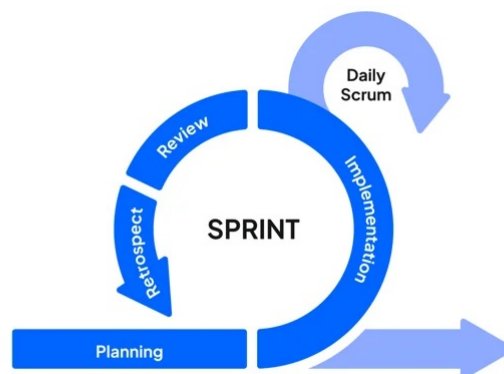 Daily
Scrum
Review
Implementation
SPRINT
Retrospect
Planning